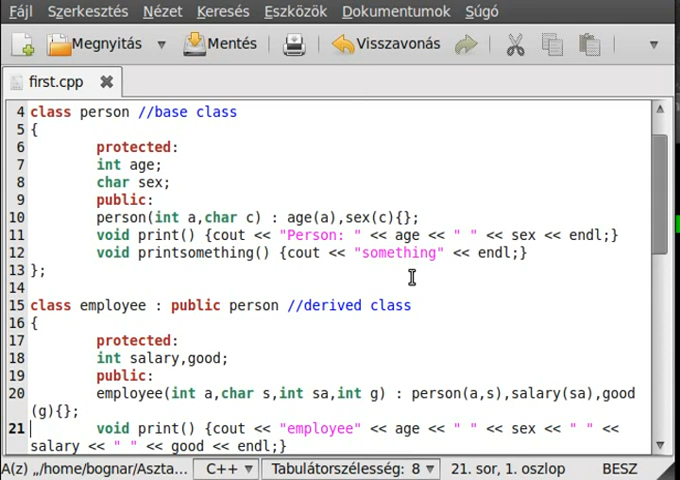 Fájl Szerkesztés Nézet Keresés Eszközök Dokumentumok Súgó
Megnyitás Mentés Visszavonás
first.cpp
4 class person //base class
5 {
6 protected:
7 int age;
8 char sex;
9 public:
10 person(int a,char c) : age(a),sex(c){};
11 void print() {cout << "Person: " << age << " " << sex << endl;}
12 void printsomething() {cout << "something" << endl;}
13 };
14
15 class employee : public person //derived class
16 {
17 protected:
18 int salary,good;
19 public:
20 employee(int a,char s,int sa,int g) : person(a,s),salary(sa),good
(g){};
21 void print() {cout << "employee" << age << " " << sex << " " <<
salary << " " << good << endl;}
A(z) „/home/bognar/Aszta... C++ Tabulátorszélesség: 8 21. sor, 1. oszlop BESZ